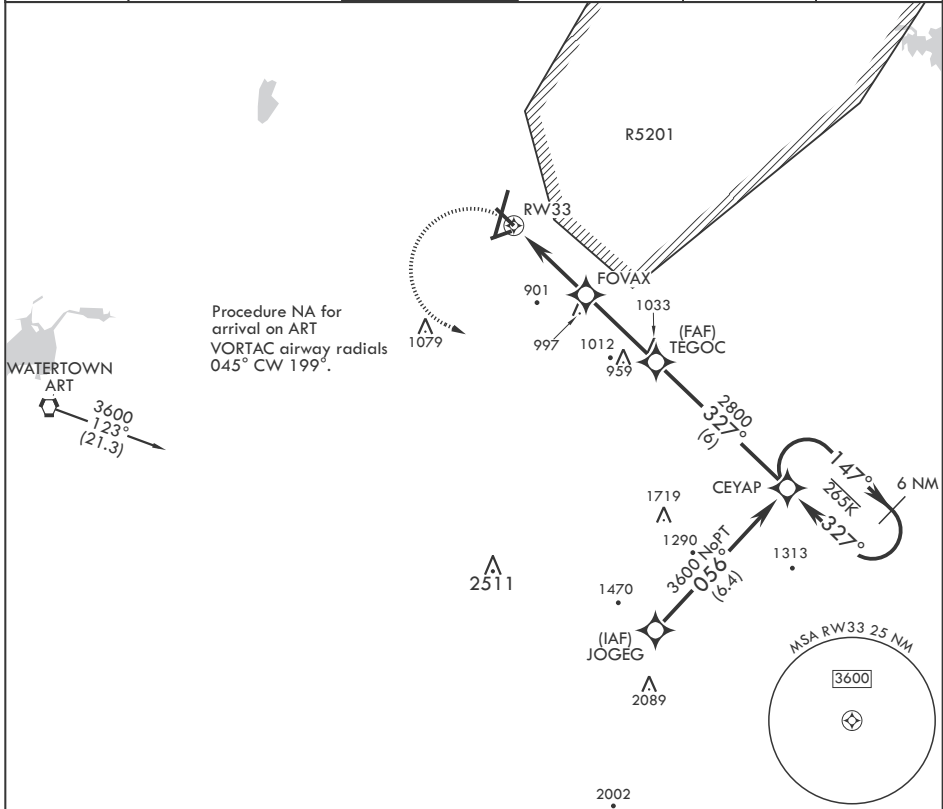 R5201
RW33
FOVAX
901
1033
Procedure NA for
arrival on ART
VORTAC airway radials
045° CW 199°.
1079
997
1012
(FAF)
TEGOC
959
WATERTOWN
ART
3600
123°
(21.3)
2800
327°
(6)
CEYAP
147°
265K
327°
6 NM
1719
1290
3600 NoPT
056°
(6.4)
1313
2511
1470
(IAF)
JOGEG
MSA RW33 25 NM
3600
2089
2002